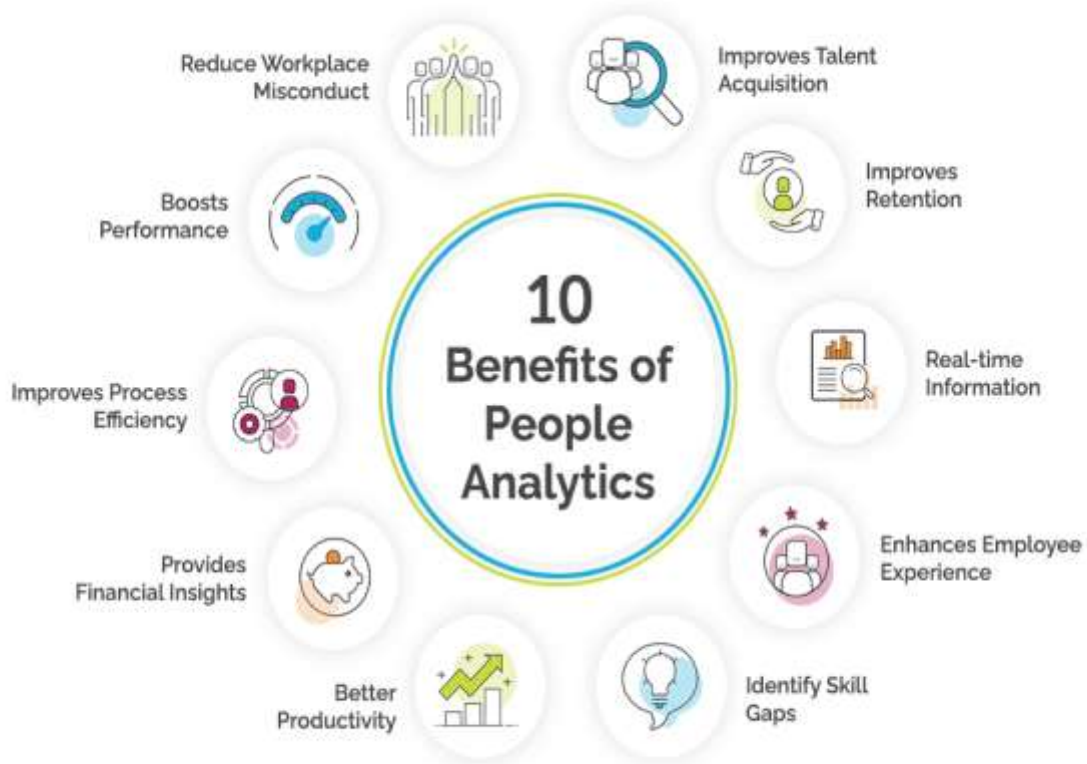 10
Benefits of
People
Analytics
Improves Talent
Acquisition
Improves
Retention
Real-time
Information
Enhances Employee
Experience
Identify Skill
Gaps
Better
Productivity
Provides
Financial Insights
Improves Process
Efficiency
Boosts
Performance
Reduce Workplace
Misconduct